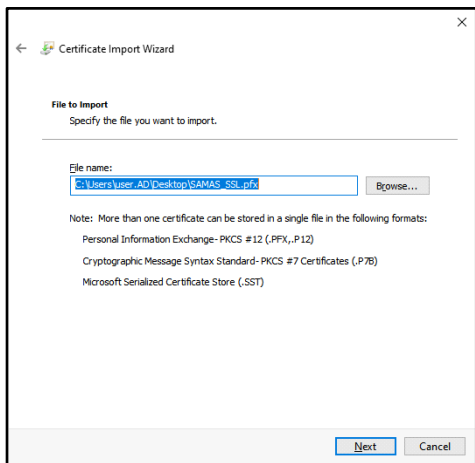 Certificate Import Wizard
File to Import
Specify the file you want to import.
File name:
C:\Users\user.AD\Desktop\SAMAS_SSL.pfx
Browse...
Note: More than one certificate can be stored in a single file in the following formats:
Personal Information Exchange- PKCS #12 (.PFX,.P12)
Cryptographic Message Syntax Standard- PKCS #7 Certificates (.P7B)
Microsoft Serialized Certificate Store (.SST)
Next
Cancel